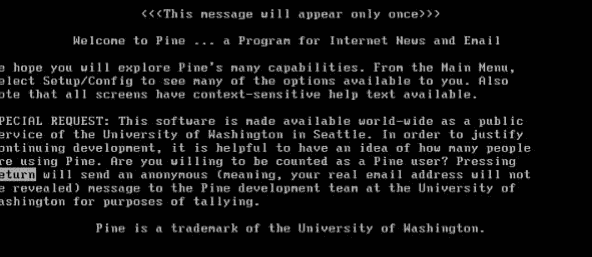 <<<This message will appear only once>>>
Welcome to Pine ... a Program for Internet News and Email
e hope you will explore Pine's many capabilities. From the Main Menu,
elect Setup/Config to see many of the options available to you. Also
ote that all screens have context-sensitive help text available.
PECIAL REQUEST: This software is made available world-wide as a public
ervice of the University of Washington in Seattle. In order to justify
ontinuing development, it is helpful to have an idea of how many people
re using Pine. Are you willing to be counted as a Pine user? Pressing
eturn will send an anonymous (meaning, your real email address will not
e revealed) message to the Pine development team at the University of
ashington for purposes of tallying.
Pine is a trademark of the University of Washington.